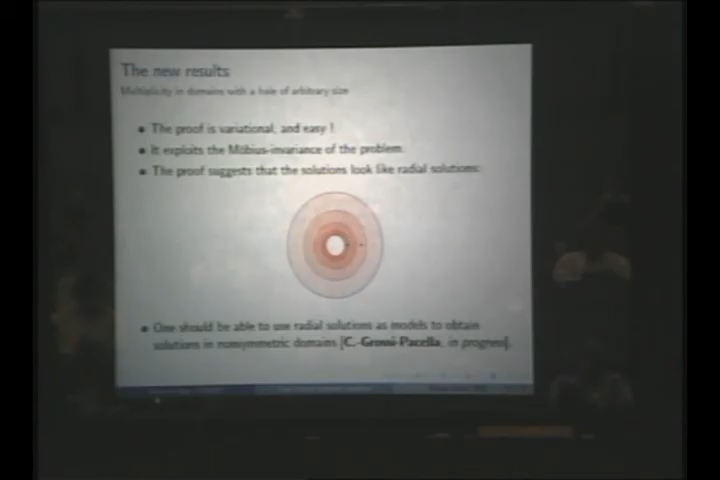 The new results
Multiplicity in domains with a hole of arbitrary size
The proof is variational, and easy !
It exploits the Möbius-invariance of the problem.
The proof suggests that the solutions look like radial solutions:
One should be able to use radial solutions as models to obtain
solutions in nonsymmetric domains [C.-Grossi-Pacella, in progress].